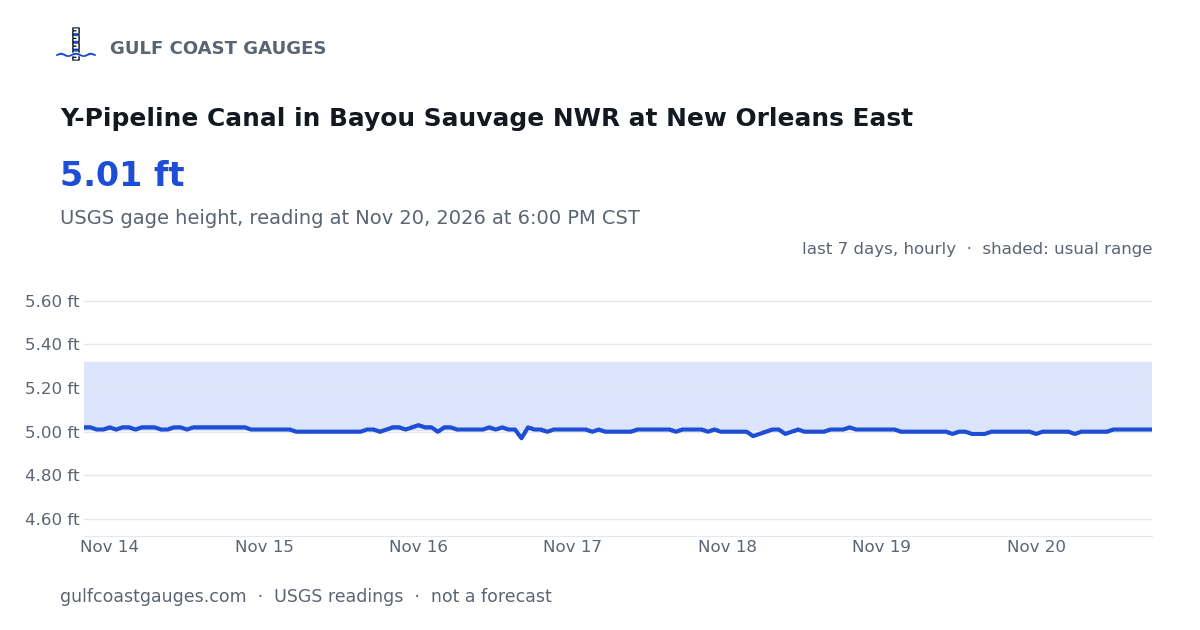 GULF COAST GAUGES
Y-Pipeline Canal in Bayou Sauvage NWR at New Orleans East
5.01 ft
USGS gage height, reading at Nov 20, 2026 at 6:00 PM CST
last 7 days, hourly · shaded: usual range
5.60 ft
5.40 ft
5.20 ft
5.00 ft
4.80 ft
4.60 ft
Nov 14 Nov 15 Nov 16 Nov 17 Nov 18 Nov 19 Nov 20
gulfcoastgauges.com · USGS readings · not a forecast